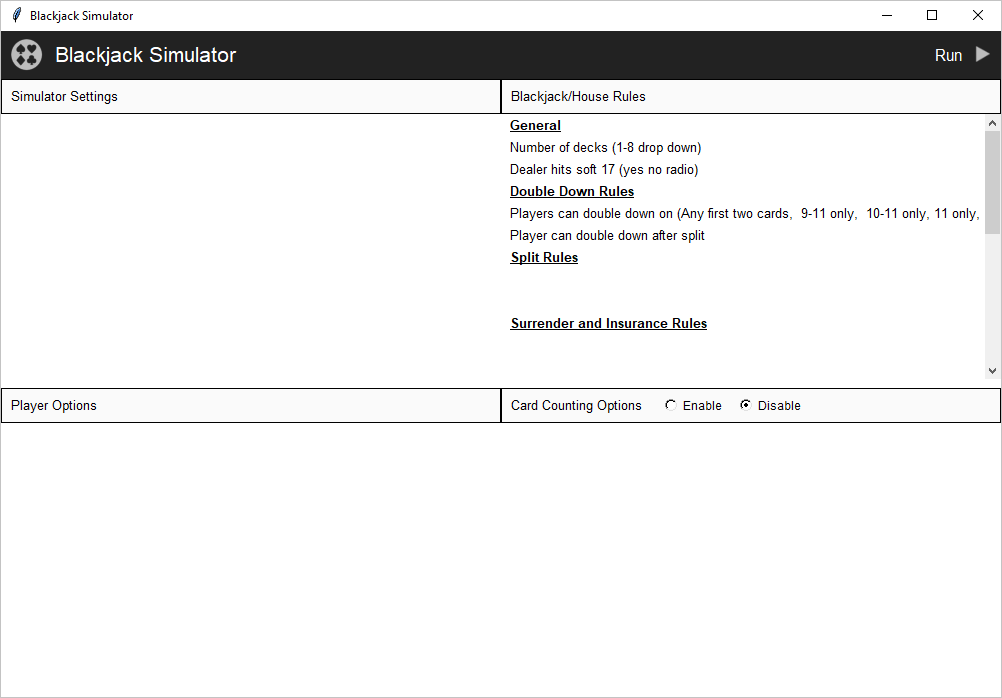 Blackjack Simulator
Blackjack Simulator
Run
Simulator Settings
Blackjack/House Rules
General
Number of decks (1-8 drop down)
Dealer hits soft 17 (yes no radio)
Double Down Rules
Players can double down on (Any first two cards,  9-11 only,  10-11 only, 11 only,
Player can double down after split
Split Rules
Surrender and Insurance Rules
Player Options
Card Counting Options Enable Disable